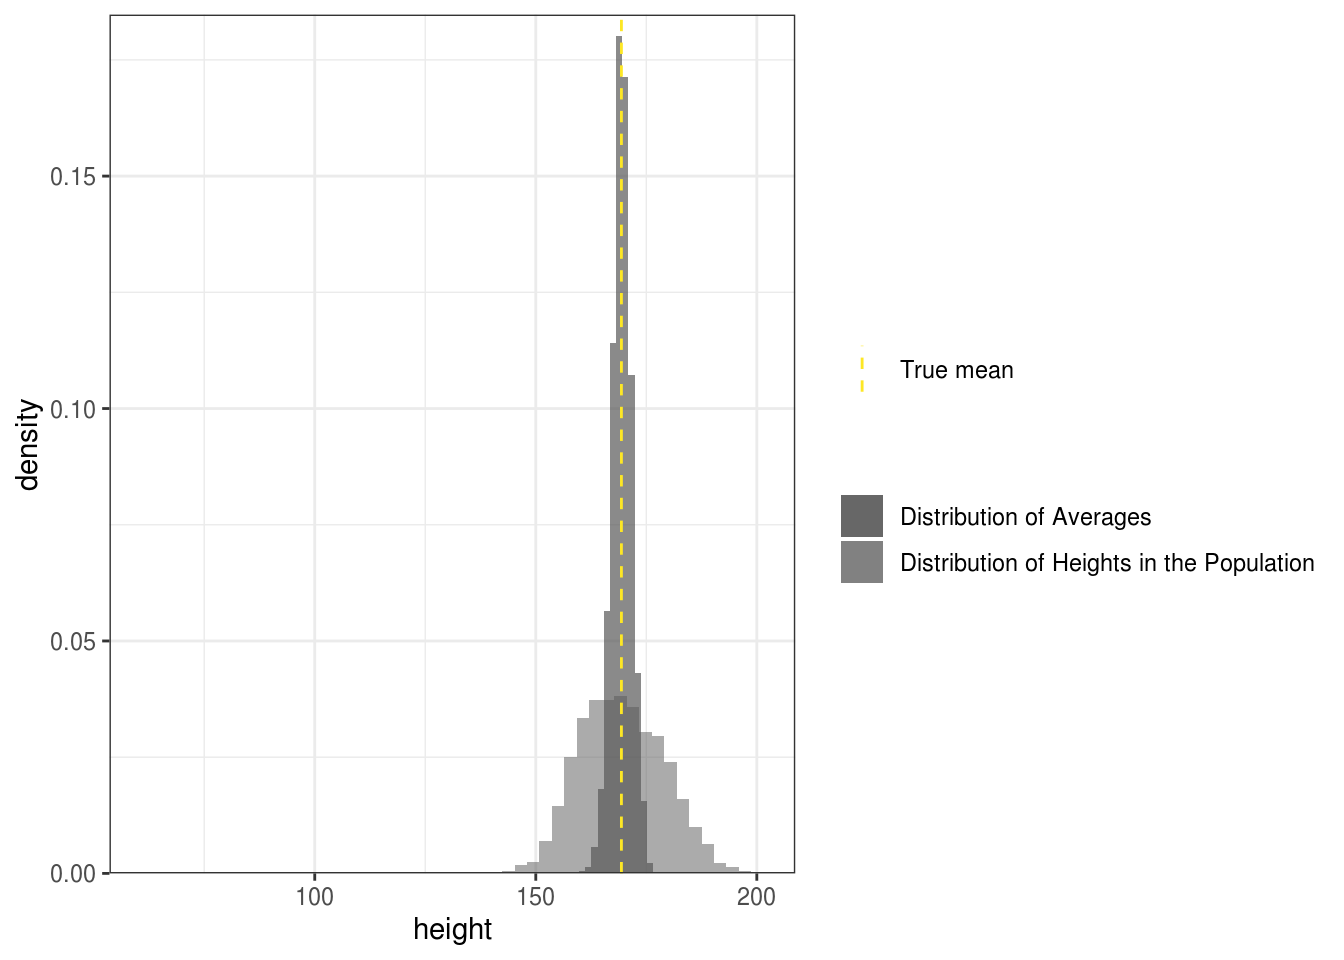 density
0.15
0.10
0.05
0.00
100 150 200
height
True mean
Distribution of Averages
Distribution of Heights in the Population